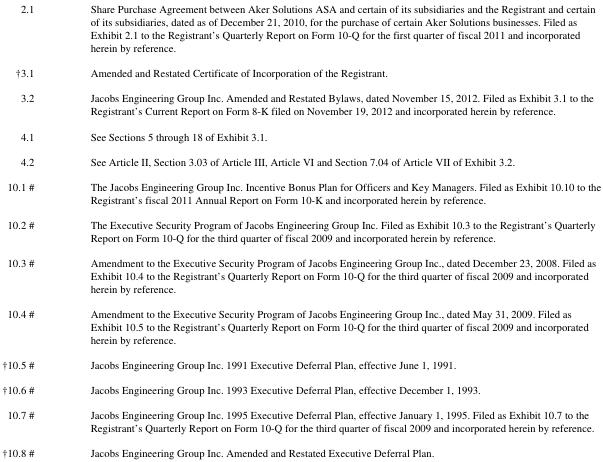 2.1 Share Purchase Agreement between Aker Solutions ASA and certain of its subsidiaries and the Registrant and certain
of its subsidiaries, dated as of December 21, 2010, for the purchase of certain Aker Solutions businesses. Filed as
Exhibit 2.1 to the Registrant's Quarterly Report on Form 10-Q for the first quarter of fiscal 2011 and incorporated
herein by reference.
†3.1 Amended and Restated Certificate of Incorporation of the Registrant.
3.2 Jacobs Engineering Group Inc. Amended and Restated Bylaws, dated November 15, 2012. Filed as Exhibit 3.1 to the
Registrant's Current Report on Form 8-K filed on November 19, 2012 and incorporated herein by reference.
4.1 See Sections 5 through 18 of Exhibit 3.1.
4.2 See Article II, Section 3.03 of Article III, Article VI and Section 7.04 of Article VII of Exhibit 3.2.
10.1 # The Jacobs Engineering Group Inc. Incentive Bonus Plan for Officers and Key Managers. Filed as Exhibit 10.10 to the
Registrant's fiscal 2011 Annual Report on Form 10-K and incorporated herein by reference.
10.2 # The Executive Security Program of Jacobs Engineering Group Inc. Filed as Exhibit 10.3 to the Registrant's Quarterly
Report on Form 10-Q for the third quarter of fiscal 2009 and incorporated herein by reference.
10.3 # Amendment to the Executive Security Program of Jacobs Engineering Group Inc., dated December 23, 2008. Filed as
Exhibit 10.4 to the Registrant's Quarterly Report on Form 10-Q for the third quarter of fiscal 2009 and incorporated
herein by reference.
10.4 # Amendment to the Executive Security Program of Jacobs Engineering Group Inc., dated May 31, 2009. Filed as
Exhibit 10.5 to the Registrant's Quarterly Report on Form 10-Q for the third quarter of fiscal 2009 and incorporated
herein by reference.
†10.5 # Jacobs Engineering Group Inc. 1991 Executive Deferral Plan, effective June 1, 1991.
†10.6 # Jacobs Engineering Group Inc. 1993 Executive Deferral Plan, effective December 1, 1993.
10.7 # Jacobs Engineering Group Inc. 1995 Executive Deferral Plan, effective January 1, 1995. Filed as Exhibit 10.7 to the
Registrant's Quarterly Report on Form 10-Q for the third quarter of fiscal 2009 and incorporated herein by reference.
†10.8 # Jacobs Engineering Group Inc. Amended and Restated Executive Deferral Plan.